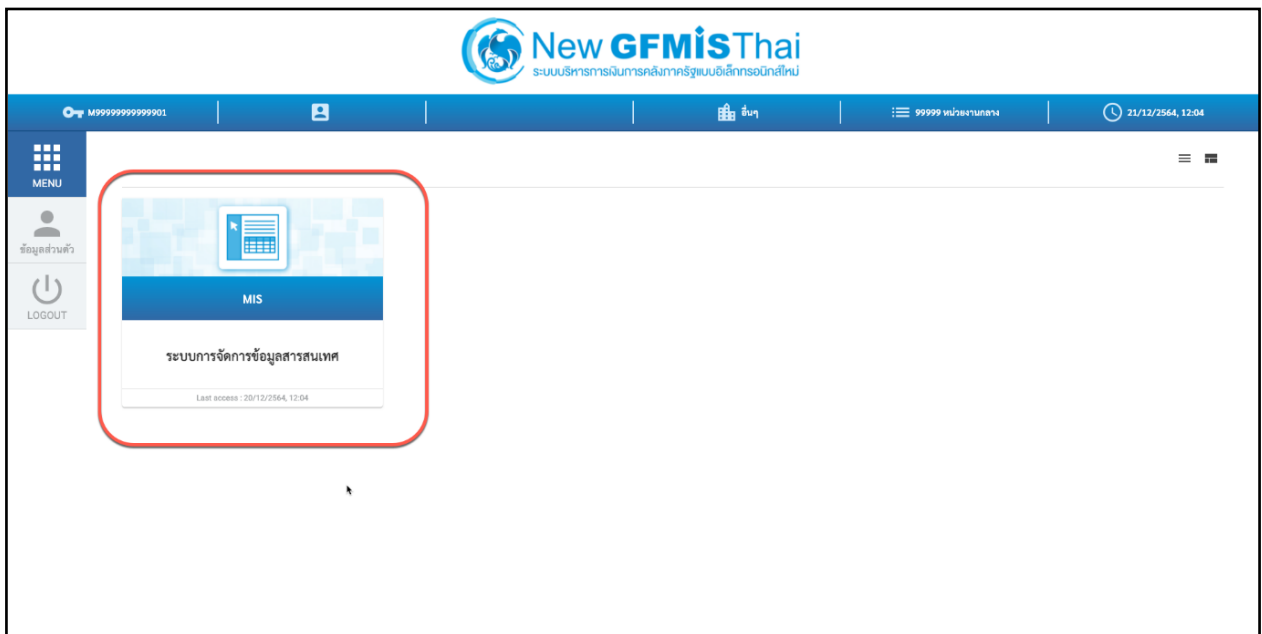 New GFMISThai
ระบบบริหารการเงินการคลังภาครัฐแบบอิเล็กทรอนิกส์ใหม่
M99999999999901
อื่นๆ
99999 หน่วยงานกลาง
21/12/2564, 12:04
MENU
ข้อมูลส่วนตัว
LOGOUT
MIS
ระบบการจัดการข้อมูลสารสนเทศ
Last access : 20/12/2564, 12:04